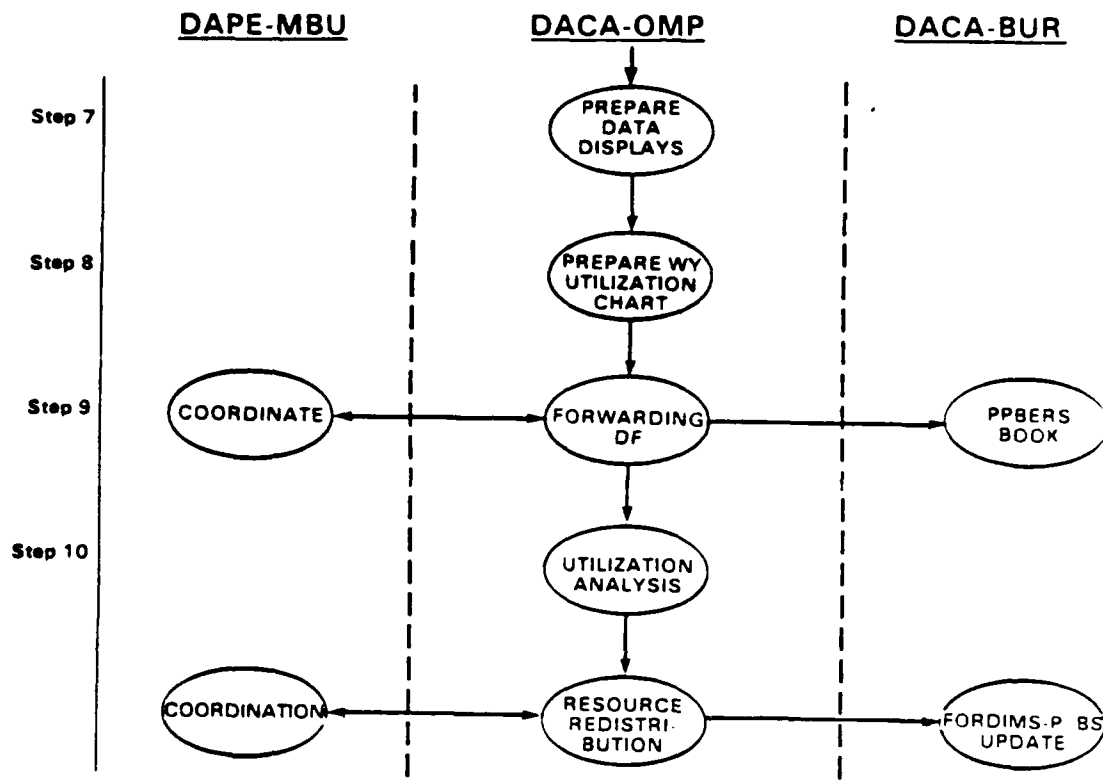 DAPE-MBU
DACA-OMP
DACA-BUR
Step 7
PREPARE
DATA
DISPLAYS
Step 8
PREPARE WY
UTILIZATION
CHART
Step 9
COORDINATE
FORWARDING
DF
PPBERS
BOOK
Step 10
UTILIZATION
ANALYSIS
COORDINATION
RESOURCE
REDISTRI-
BUTION
FORDIMS-P BS
UPDATE